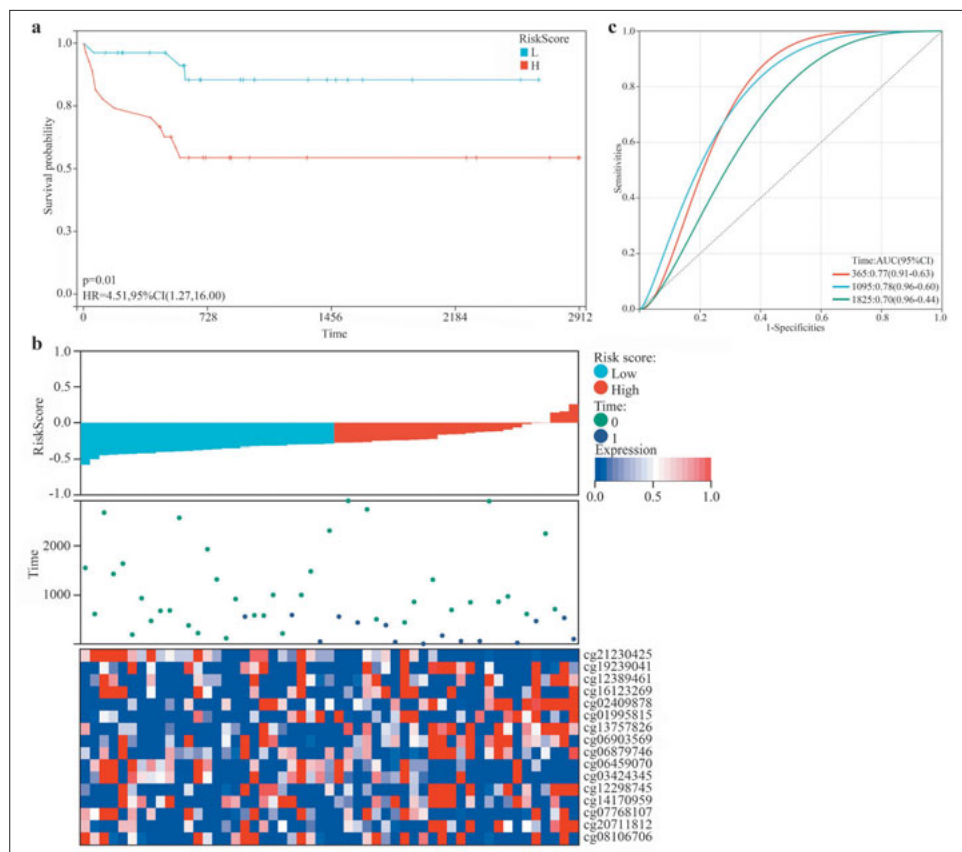 a
RiskScore
L
H
1.0
0.8
0.5
0.3
0.0
Survival probability
p=0.01
HR=4.51,95%CI(1.27,16.00)
0
728
1456
2184
2912
Time
c
1.0
0.8
0.6
0.4
0.2
0.0
Sensitivities
Time:AUC(95%CI)
365:0.77(0.91-0.63)
1095:0.78(0.96-0.60)
1825:0.70(0.96-0.44)
0.2
0.4
0.6
0.8
1.0
1-Specificities
b
1.0
0.5
0.0
-0.5
-1.0
RiskScore
Risk score:
Low
High
Time:
0
1
Expression
0.0
0.5
1.0
2000
1000
Time
cg21230425
cg19239041
cg12389461
cg16123269
cg02409878
cg01995815
cg13757826
cg06903569
cg06879746
cg06459070
cg03424345
cg12298745
cg14170959
cg07768107
cg20711812
cg08106706